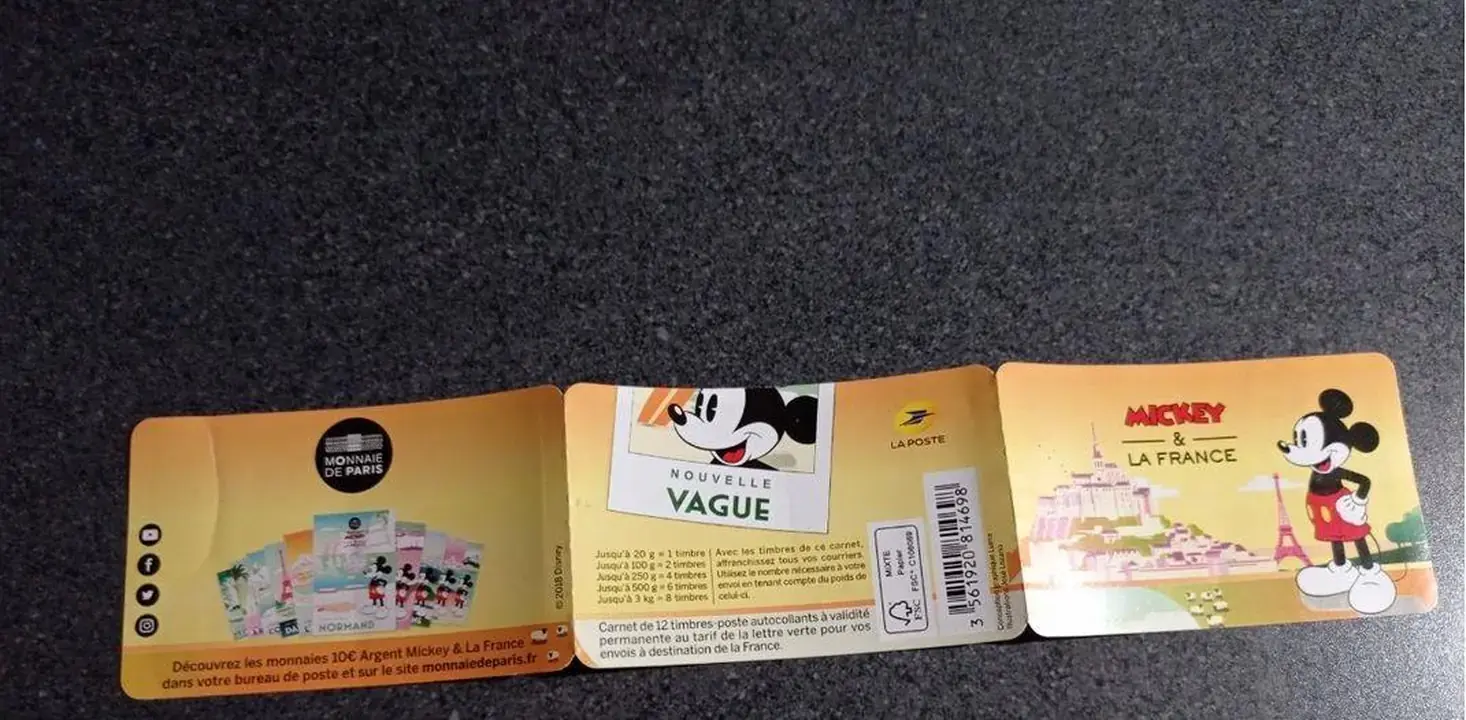 MONNAIE
DE PARIS
NORMAND
© 2018 Disney
Découvrez les monnaies 10€ Argent Mickey & La France
dans votre bureau de poste et sur le site monnaiedeparis.fr
NOUVELLE
VAGUE
LA POSTE
Jusqu'à 20 g = 1 timbre
Jusqu'à 100 g = 2 timbres
Jusqu'à 250 g = 4 timbres
Jusqu'à 500 g = 6 timbres
Jusqu'à 3 kg = 8 timbres
Avec les timbres de ce carnet,
affranchissez tous vos courriers.
Utilisez le nombre nécessaire à votre
envoi en tenant compte du poids de
celui-ci.
Carnet de 12 timbres-poste autocollants à validité
permanente au tarif de la lettre verte pour vos
envois à destination de la France.
FSC
MIXTE
Papier
FSC® C106089
3 561920 814698
MICKEY
&
LA FRANCE